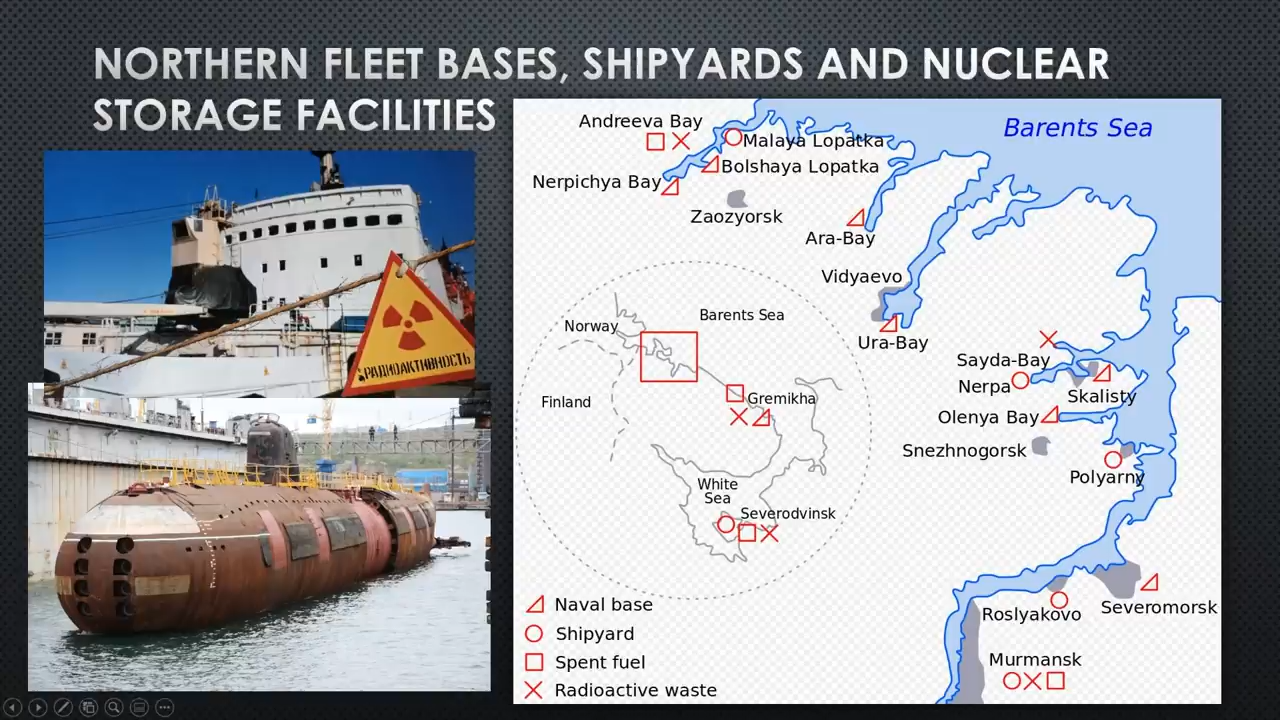 NORTHERN FLEET BASES, SHIPYARDS AND NUCLEAR
STORAGE FACILITIES
РАДИОАКТИВНОСТЬ
Barents Sea
Andreeva Bay
Malaya Lopatka
Bolshaya Lopatka
Nerpichya Bay
Zaozyorsk
Ara-Bay
Vidyaevo
Ura-Bay
Sayda-Bay
Nerpa
Skalisty
Olenya Bay
Snezhnogorsk
Polyarny
Norway
Barents Sea
Finland
Gremikha
White
Sea
Severodvinsk
Roslyakovo
Severomorsk
Murmansk
Naval base
Shipyard
Spent fuel
Radioactive waste